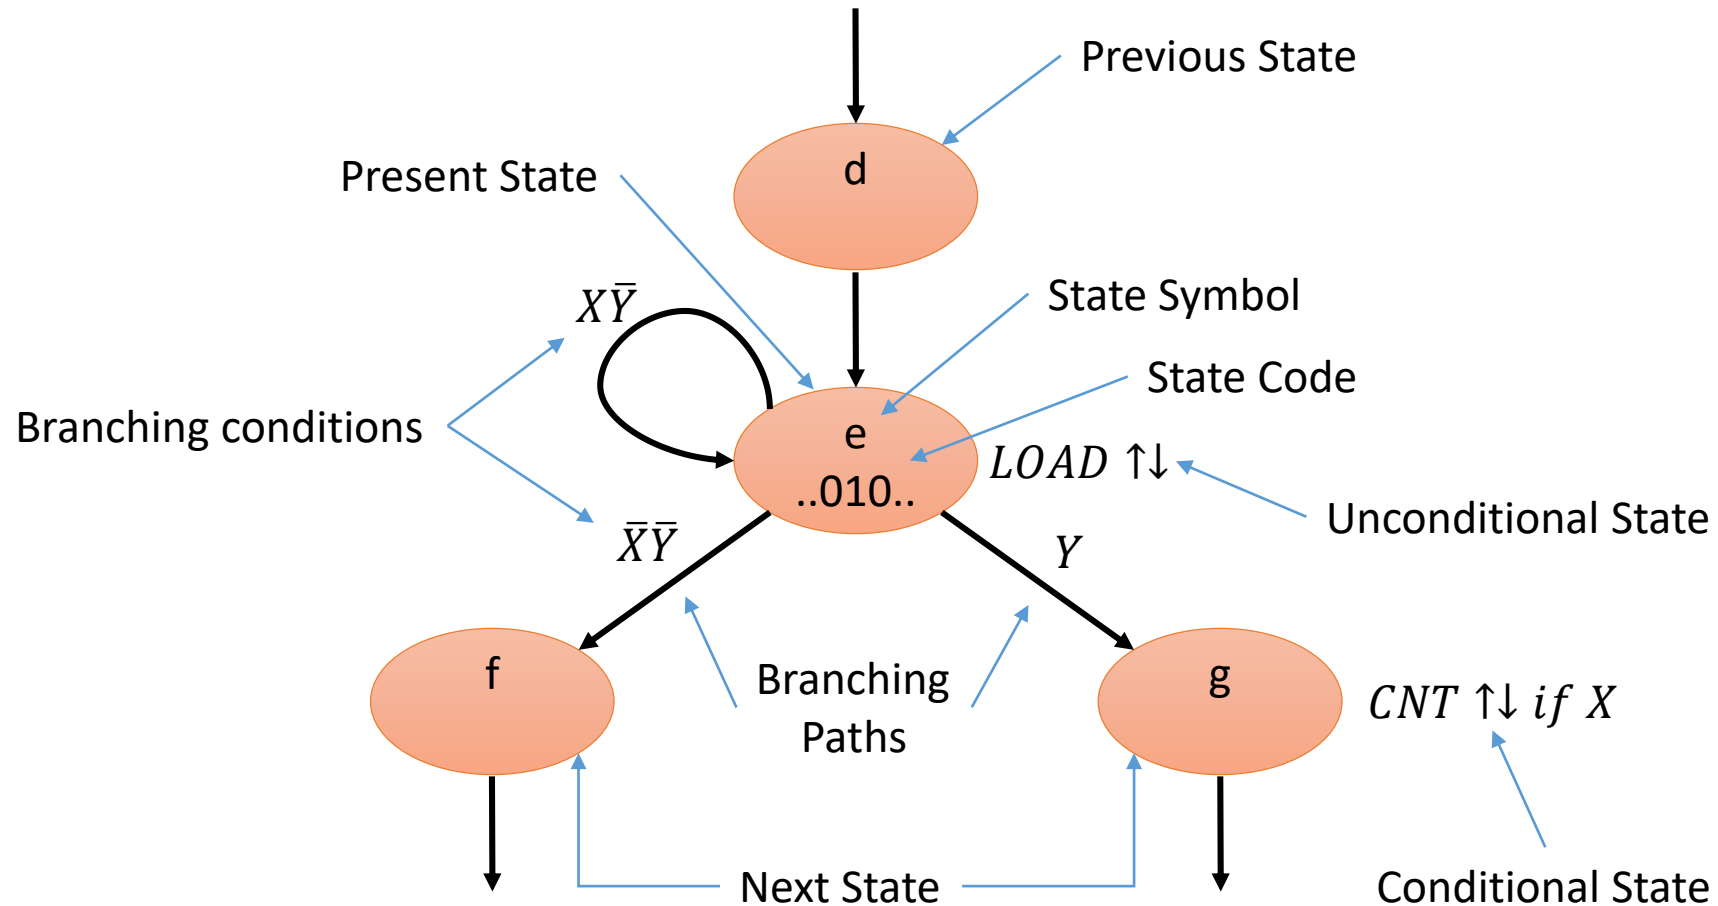 Previous State
d
Present State
X̅Y̅
State Symbol
State Code
Branching conditions
e
..010..
LOAD ↑↓
Unconditional State
X̅Y̅
Y
f
Branching
Paths
g
CNT ↑↓ if X
Next State
Conditional State